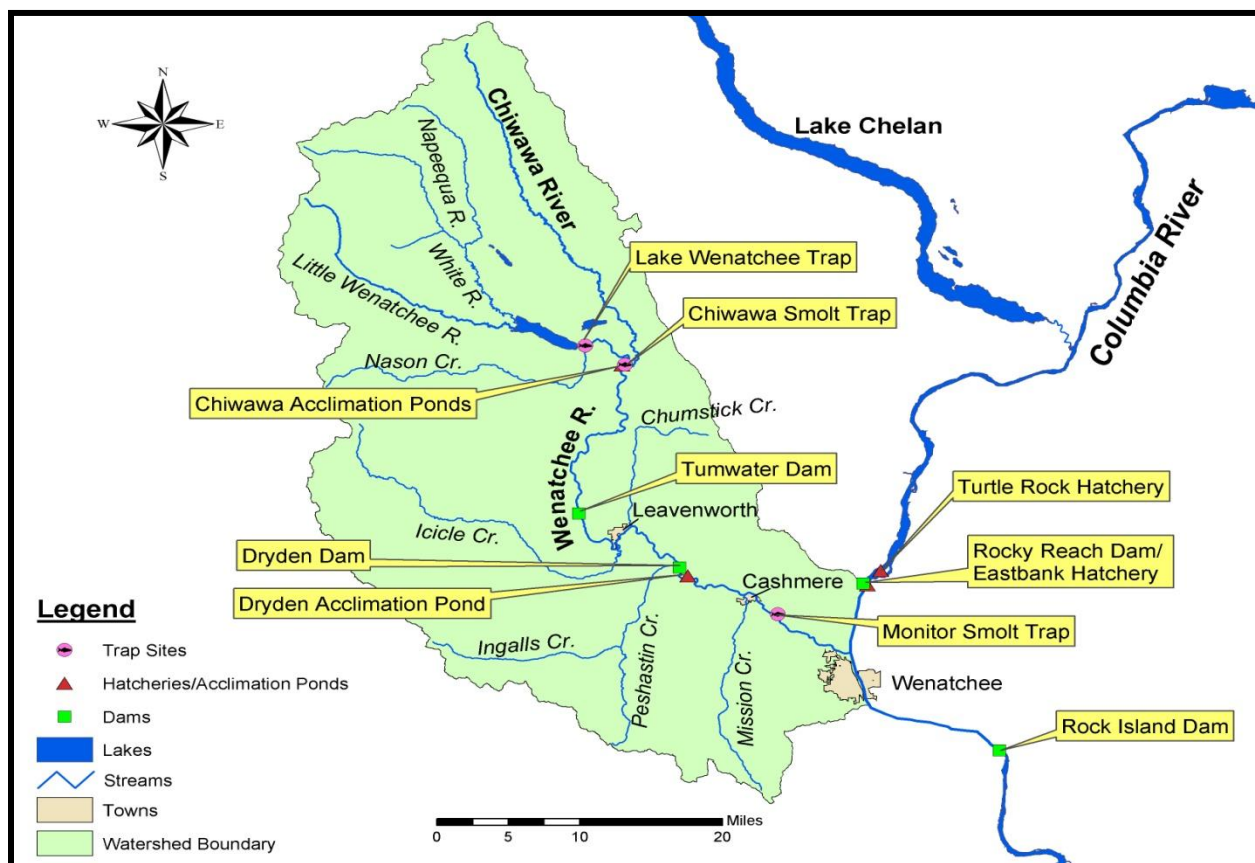 N
W
E
S
Chiwawa River
Napeequa R.
White R.
Little Wenatchee R.
Nason Cr.
Lake Chelan
Columbia River
Lake Wenatchee Trap
Chiwawa Smolt Trap
Chiwawa Acclimation Ponds
Chumstick Cr.
Wenatchee R.
Tumwater Dam
Leavenworth
Icicle Cr.
Turtle Rock Hatchery
Dryden Dam
Rocky Reach Dam/
Eastbank Hatchery
Cashmere
Dryden Acclimation Pond
Monitor Smolt Trap
Ingalls Cr.
Peshastin Cr.
Mission Cr.
Wenatchee
Rock Island Dam
Legend
Trap Sites
Hatcheries/Acclimation Ponds
Dams
Lakes
Streams
Towns
Watershed Boundary
Miles
0 5 10 20